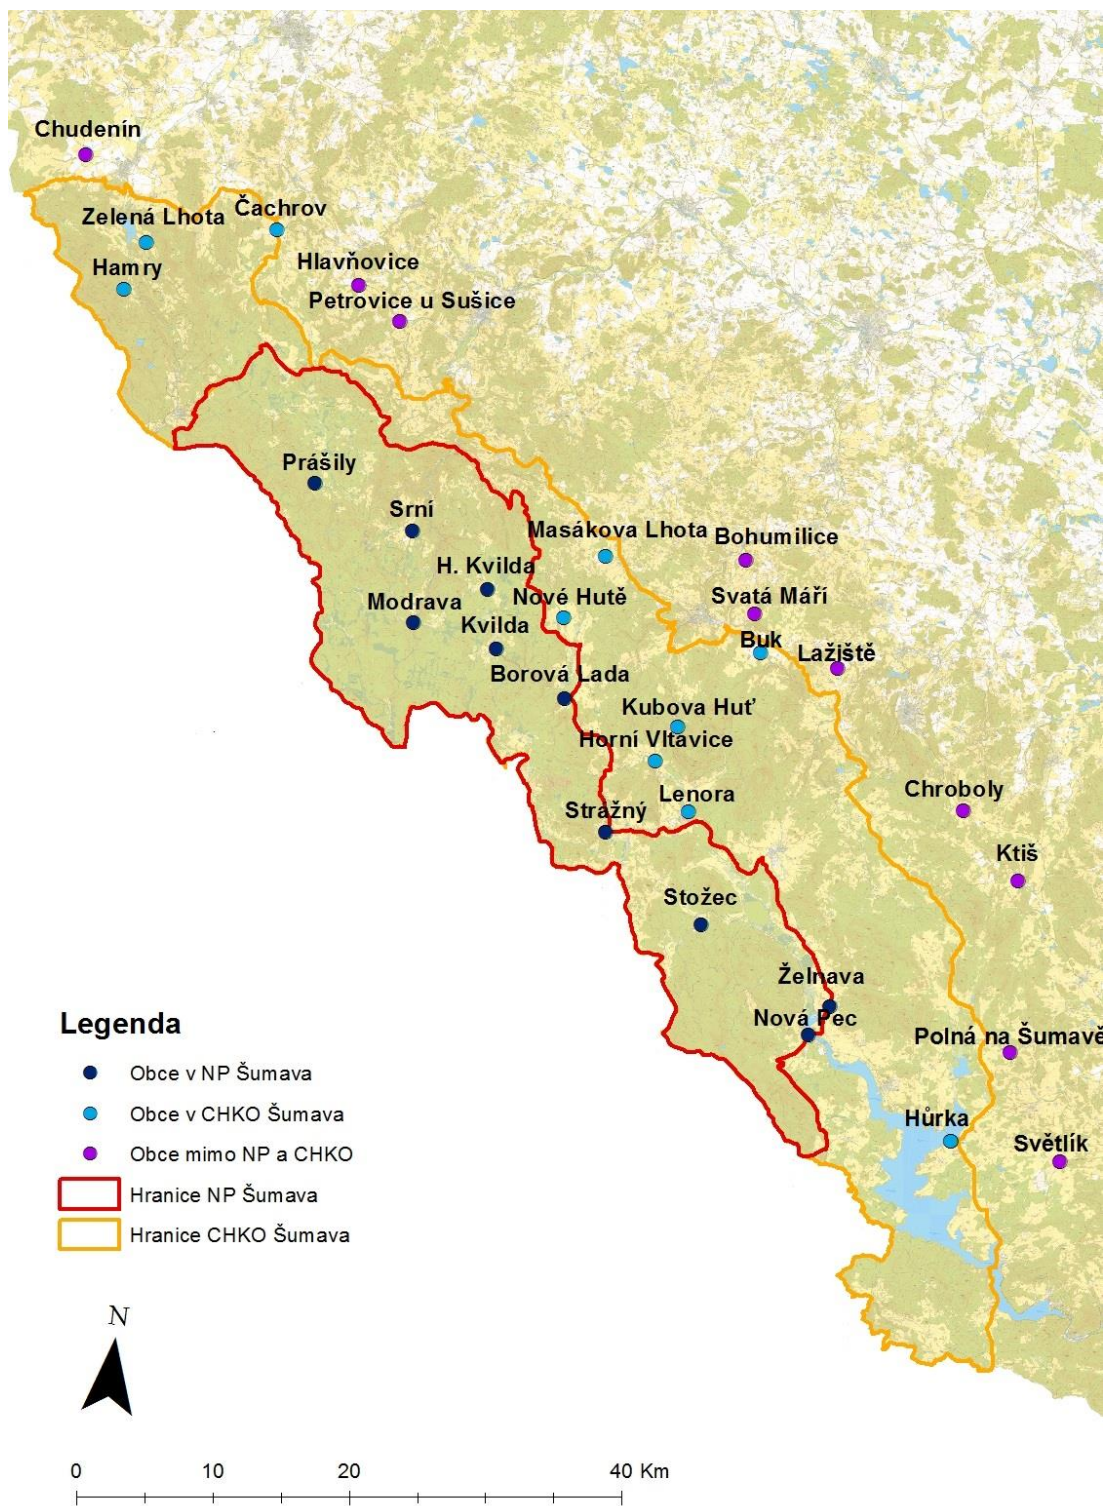 Chudenín
Zelená Lhota
Čachrov
Hamry
Hlavňovice
Petrovice u Sušice
Prášily
Srní
Masákova Lhota
Bohumilice
H. Kvilda
Modrava
Nové Hutě
Svatá Máří
Kvilda
Buk
Lažiště
Borová Lada
Kubova Huť
Horní Vltavice
Lenora
Chroboly
Stražný
Ktiš
Stožec
Želnava
Nová Pec
Polná na Šumavě
Hůrka
Světlík
Legenda
Obce v NP Šumava
Obce v CHKO Šumava
Obce mimo NP a CHKO
Hranice NP Šumava
Hranice CHKO Šumava
N
0 10 20 40 Km